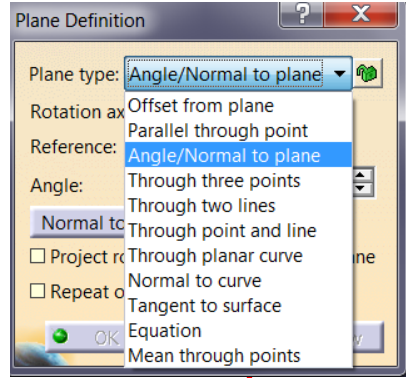 Plane Definition ? X
Plane type: Angle/Normal to plane
Rotation ax Offset from plane
Parallel through point
Reference: Angle/Normal to plane
Angle: Through three points
Through two lines
Normal to Through point and line
Project ro Through planar curve ne
Normal to curve
Repeat o Tangent to surface
Equation
OK w
Mean through points